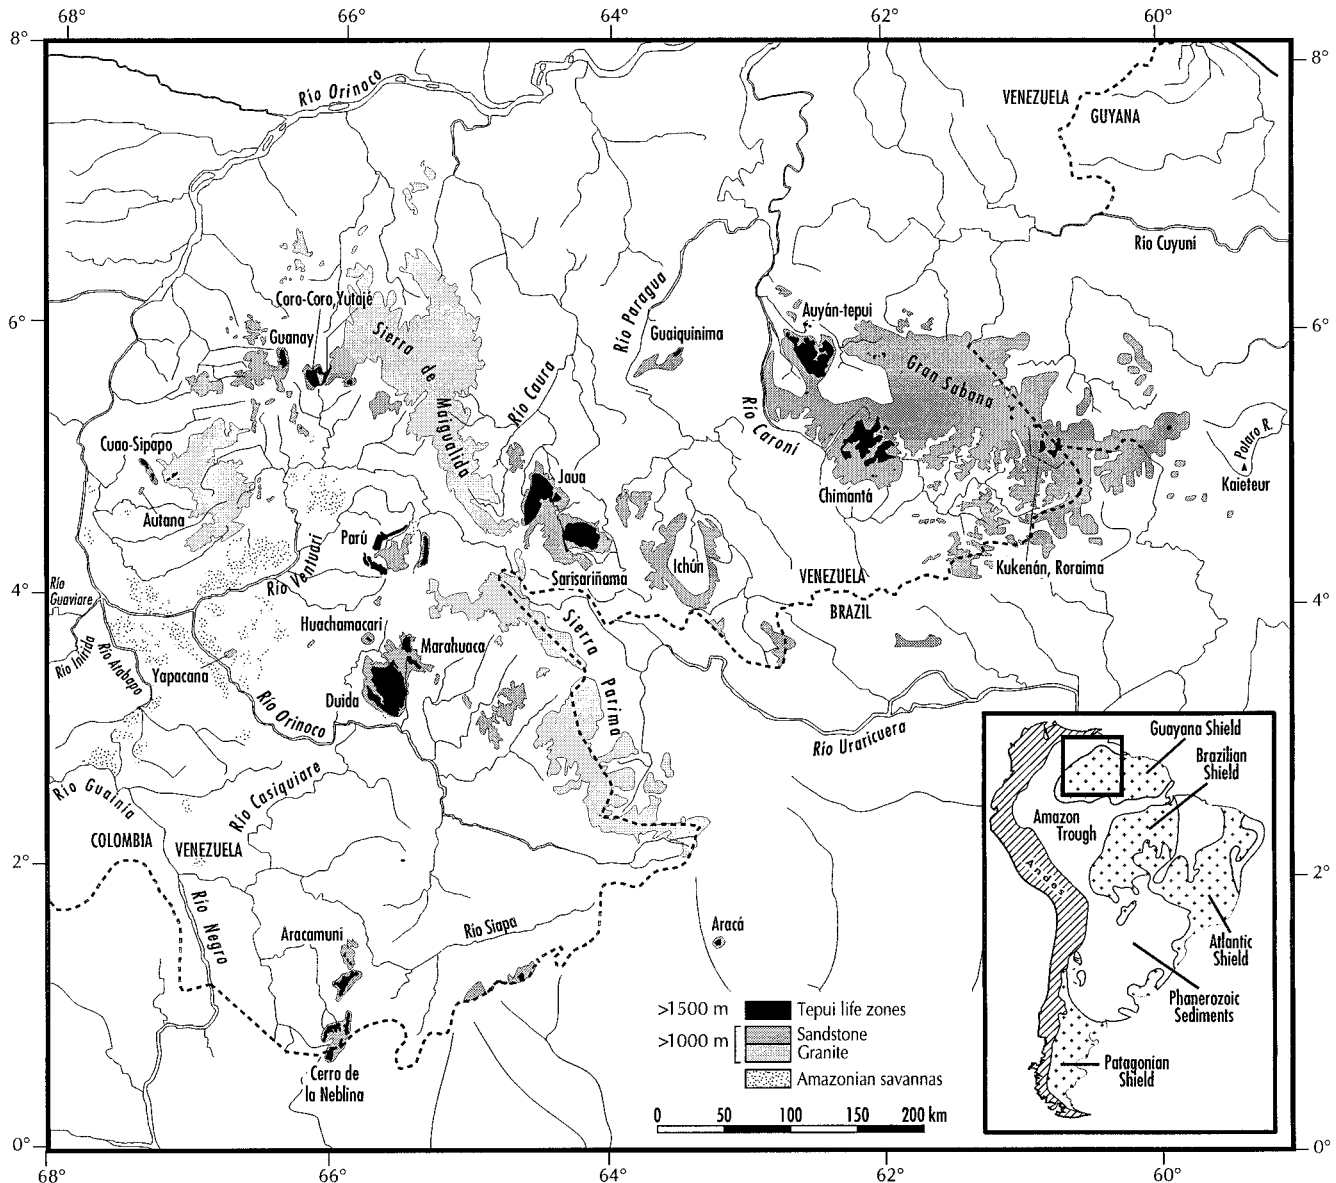 68°
66°
64°
62°
60°
8°
8°
Río Orinoco
VENEZUELA
GUYANA
Río Cuyuní
Coro-Coro, Yutajé
6°
6°
Guanay
Sierra
de
Maigualida
Río Paragua
Guaiquinima
Auyán-tepui
Gran Sabana
Río Caura
Río Caroní
Cuao-Sipapo
Autana
Jaua
Chimantá
Potaro R.
Kaieteur
Parú
Río Ventuari
Sarisariñama
Ichún
Kukenán, Roraima
VENEZUELA
BRAZIL
4°
4°
Río
Guaviare
Río Inírida
Río Atabapo
Huachamacari
Marahuaca
Yapacana
Duida
Río Orinoco
Sierra
Parima
Río Uraricuera
Río Guainía
Río Casiquiare
COLOMBIA
VENEZUELA
2°
2°
Río Negro
Aracamuni
Río Siapa
Aracá
Cerro de
la Neblina
>1500 m
Tepui life zones
>1000 m
Sandstone
Granite
Amazonian savannas
0
50
100
150
200 km
Guayana Shield
Brazilian
Shield
Amazon
Trough
Andes
Atlantic
Shield
Phanerozoic
Sediments
Patagonian
Shield
0°
0°
68°
66°
64°
62°
60°